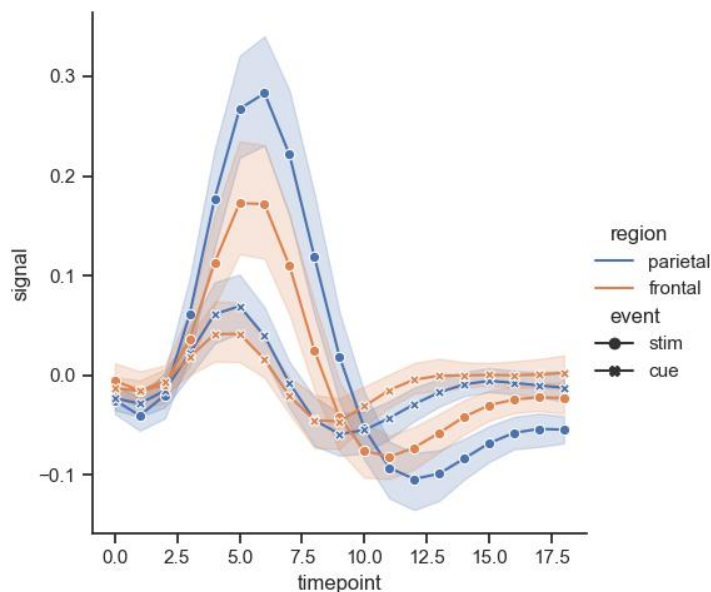 0.3
0.2
0.1
0.0
−0.1
signal
0.0 2.5 5.0 7.5 10.0 12.5 15.0 17.5
timepoint
region
parietal
frontal
event
stim
cue